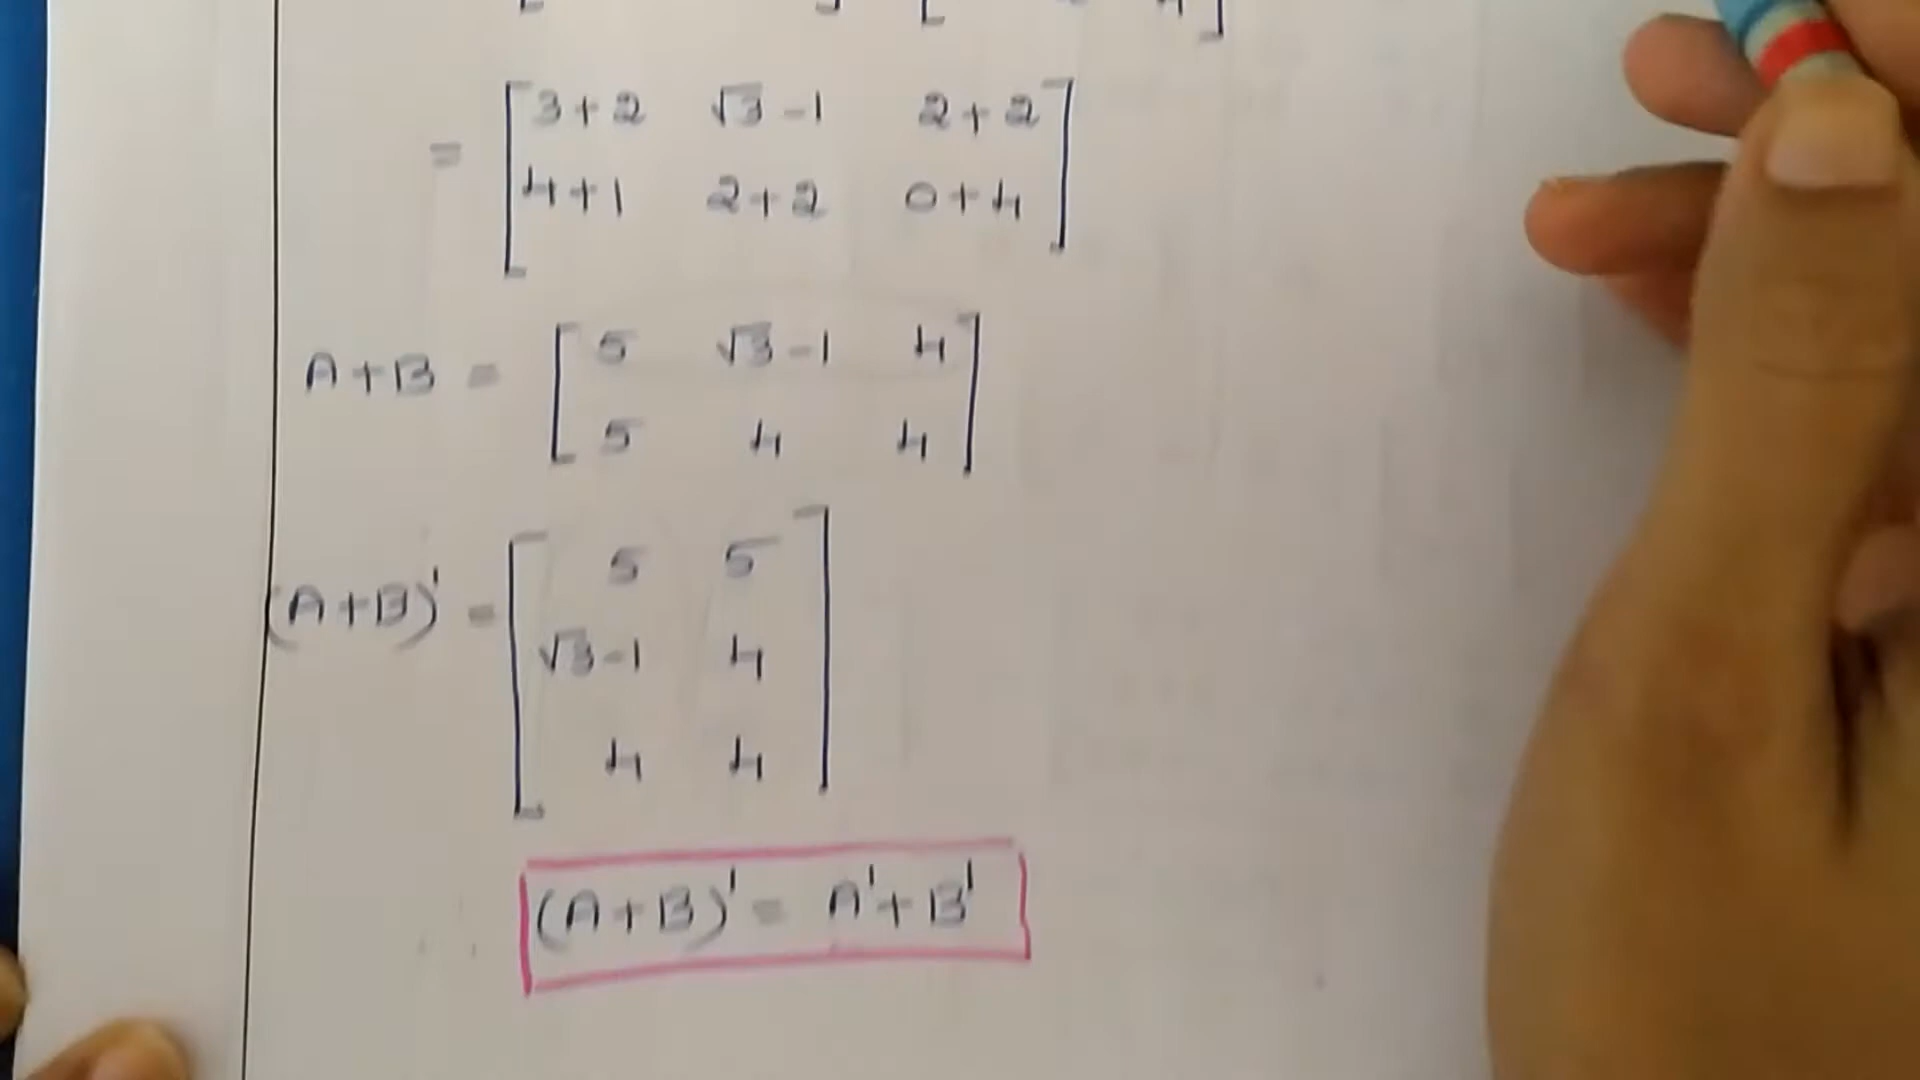 = [ 3+2 √3-1 2+2
4+1 2+2 0+4 ]
A+B = [ 5 √3-1 4
5 4 4 ]
(A+B)' = [ 5 5
√3-1 4
4 4 ]
(A+B)' = A'+B'